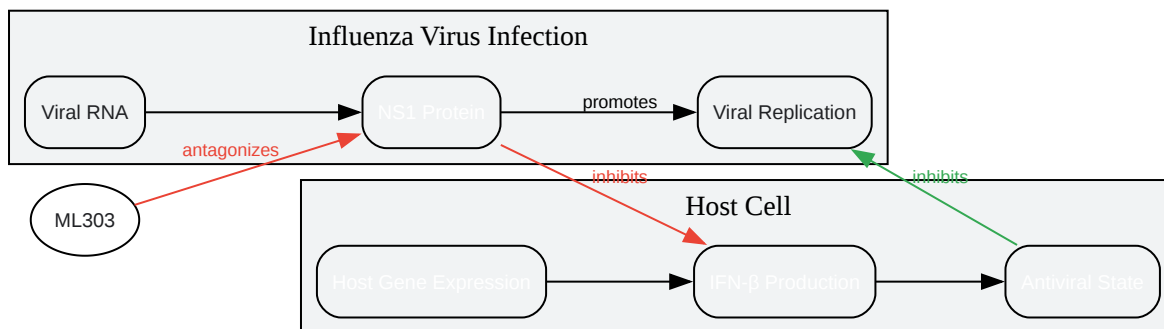 Influenza Virus Infection
Viral RNA
NS1 Protein
promotes
Viral Replication
antagonizes
ML303
inhibits
inhibits
Host Cell
Host Gene Expression
IFN-β Production
Antiviral State